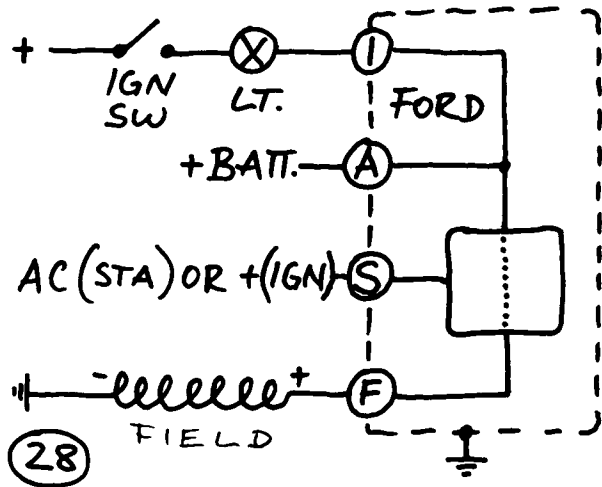 +
IGN
SW
X
LT.
I
FORD
+BATT.
A
AC (STA) OR +(IGN)
S
- +
F
FIELD
28